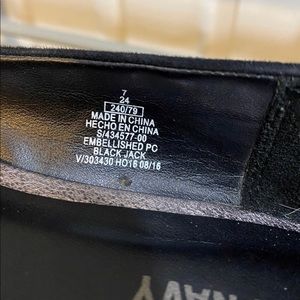 7
24
240/79
MADE IN CHINA
HECHO EN CHINA
S/434577-00
EMBELLISHED PC
BLACK JACK
V/303430 HO16 08/16